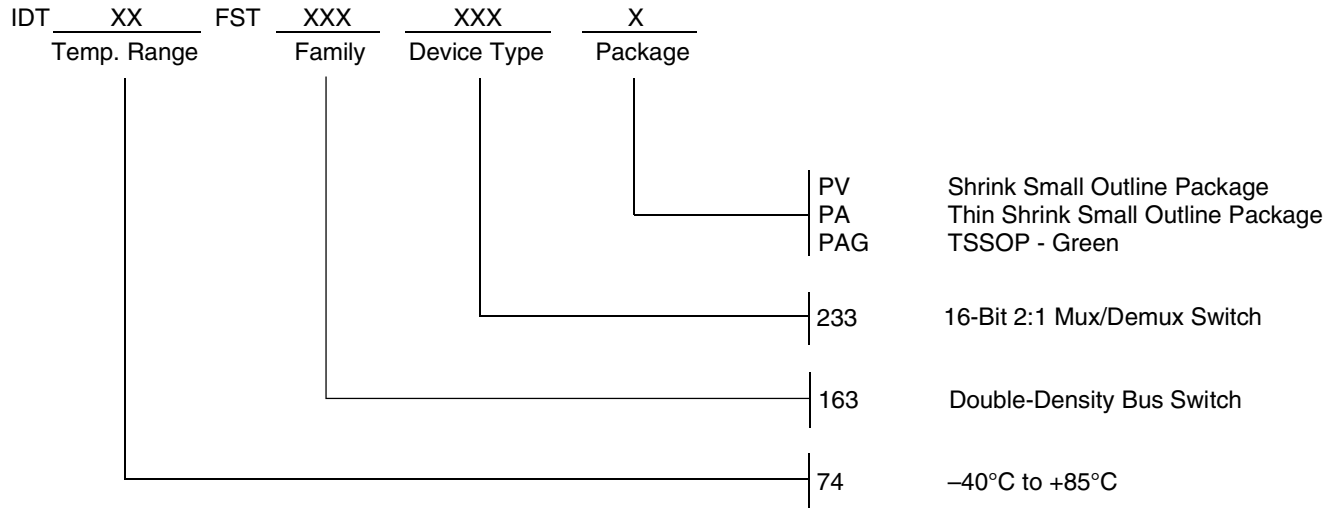 IDT XX FST XXX XXX X
Temp. Range Family Device Type Package
PV Shrink Small Outline Package
PA Thin Shrink Small Outline Package
PAG TSSOP - Green
233 16-Bit 2:1 Mux/Demux Switch
163 Double-Density Bus Switch
74 –40°C to +85°C